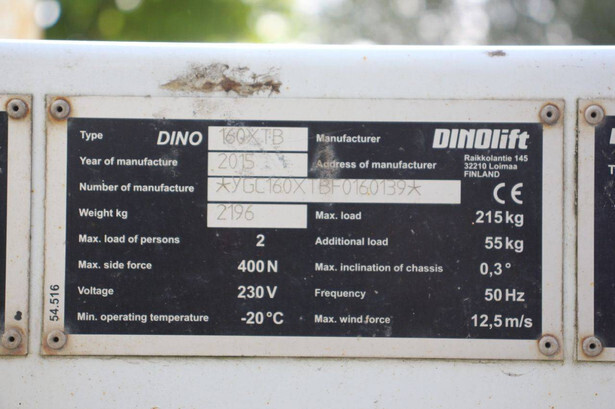 Type DINO 160XTB Manufacturer DINOlift
Year of manufacture 2015 Address of manufacturer Raikkolantie 145
32210 Loimaa
FINLAND
Number of manufacture *YGC160XTBF0160139* CE
Weight kg 2196 Max. load 215 kg
Max. load of persons 2 Additional load 55 kg
Max. side force 400 N Max. inclination of chassis 0,3°
Voltage 230 V Frequency 50 Hz
Min. operating temperature -20°C Max. wind force 12,5 m/s
54.516